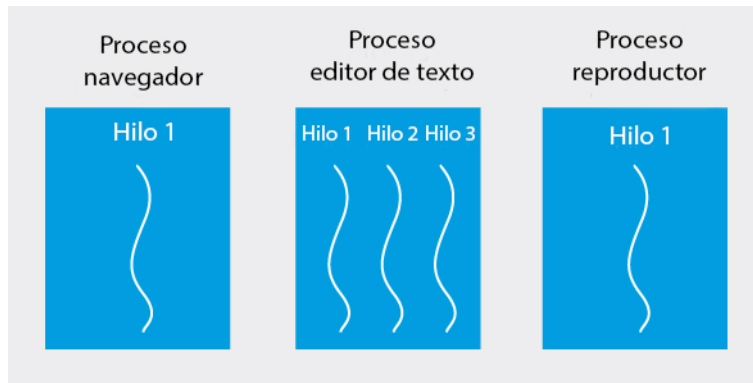 Proceso
navegador
Hilo 1
Proceso
editor de texto
Hilo 1 Hilo 2 Hilo 3
Proceso
reproductor
Hilo 1